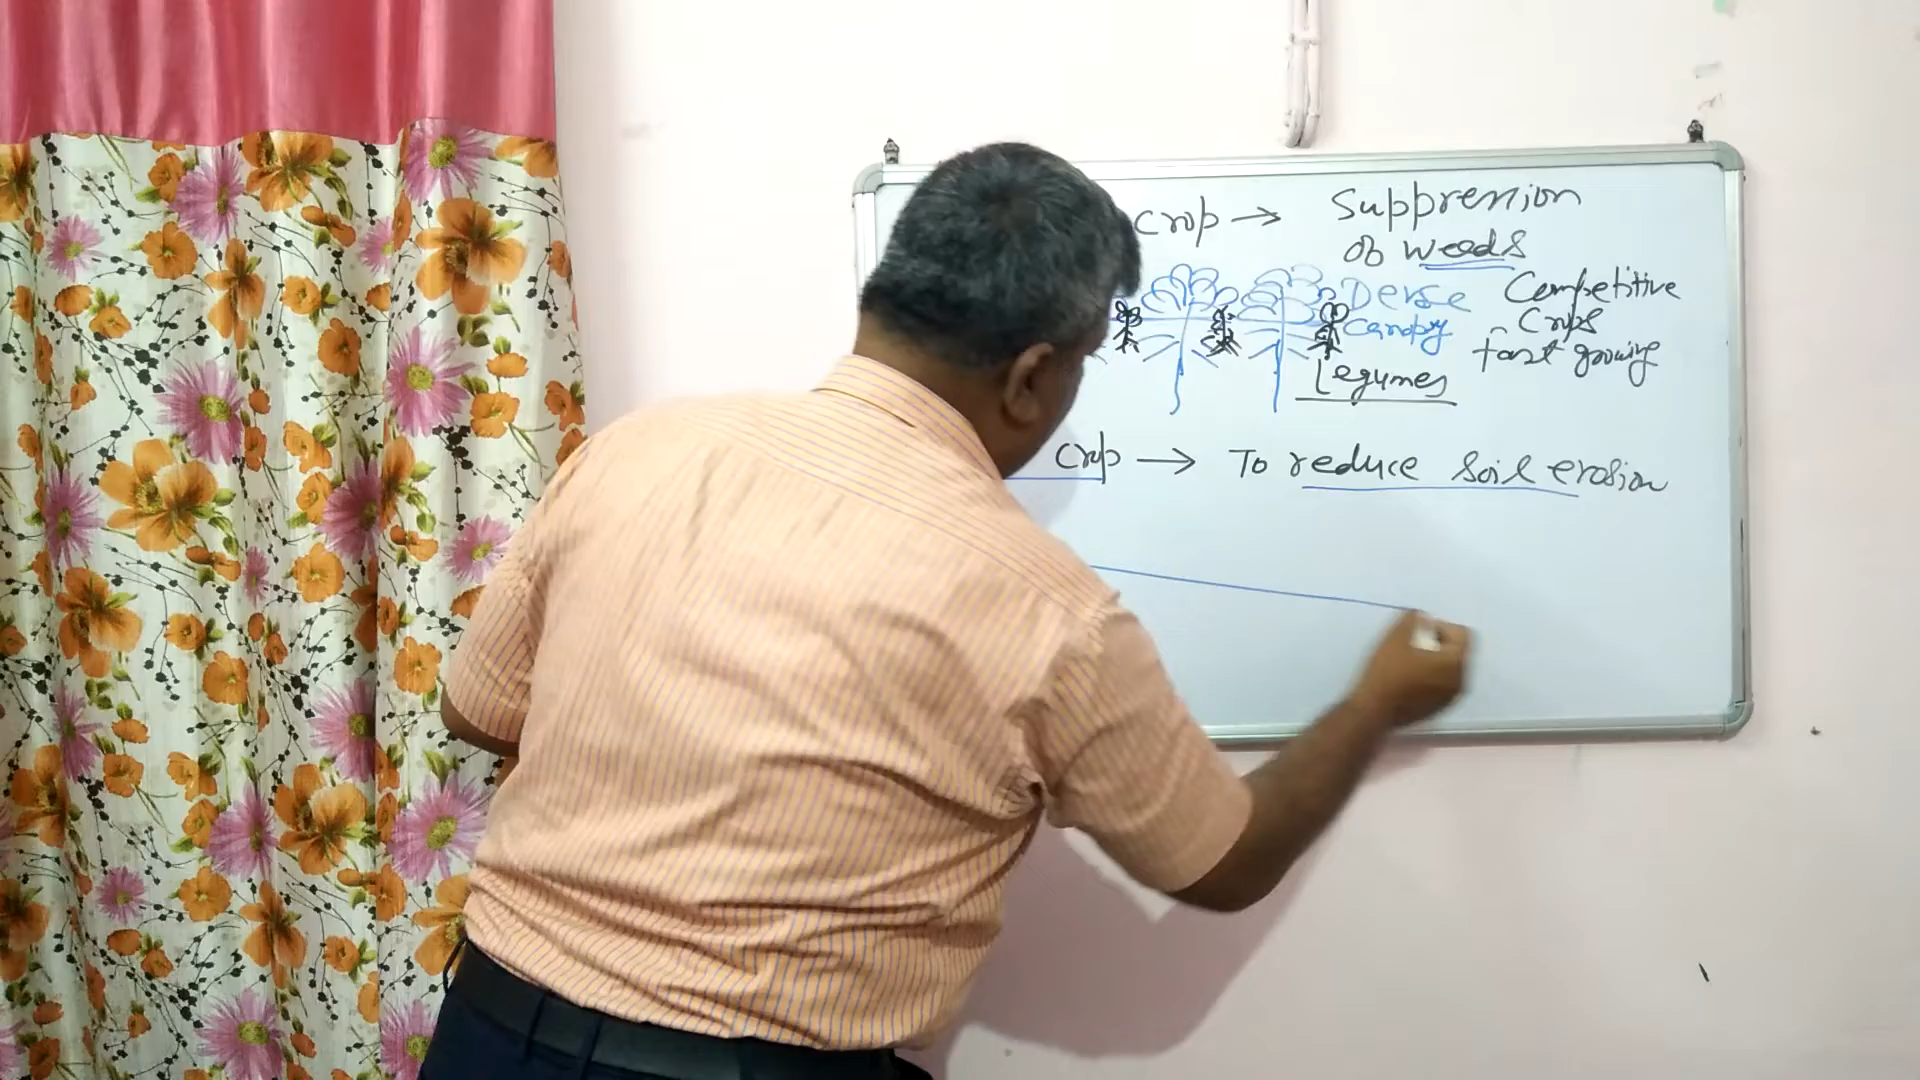 Crop → Suppression
of weeds
Dense Competitive
Canopy Crops
fast growing
Legumes
Crop → To reduce soil erosion